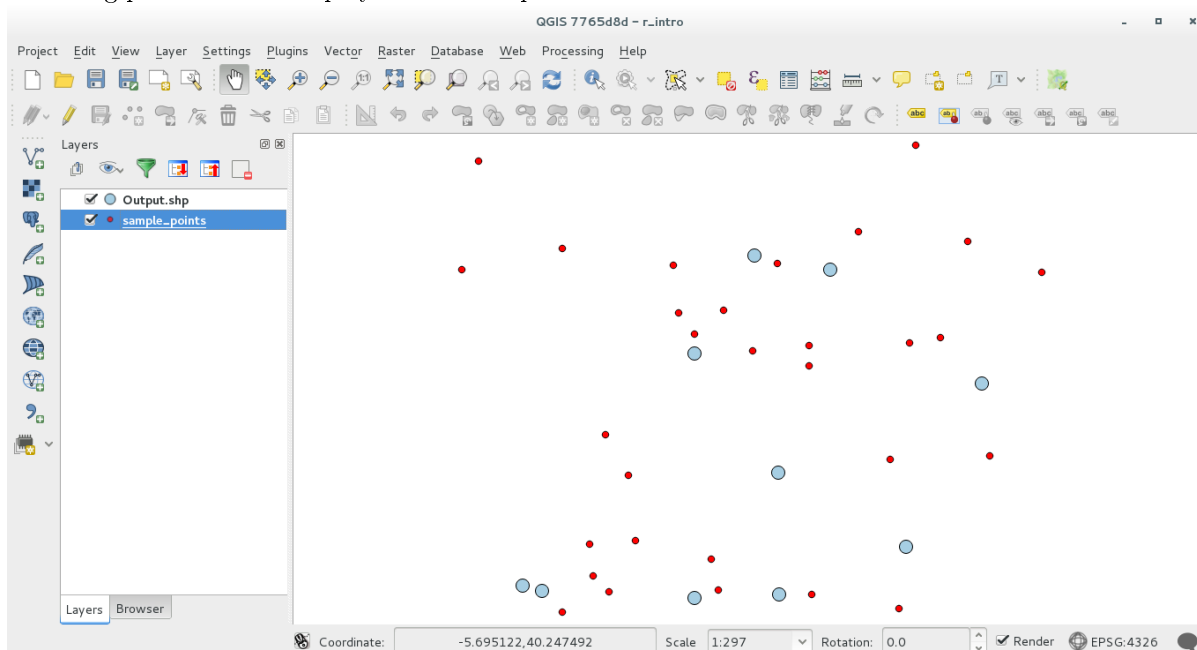 QGIS 7765d8d - r_intro
Project Edit View Layer Settings Plugins Vector Raster Database Web Processing Help
Layers
Output.shp
sample_points
Layers Browser
Coordinate: -5.695122,40.247492 Scale 1:297 Rotation: 0.0 Render EPSG:4326